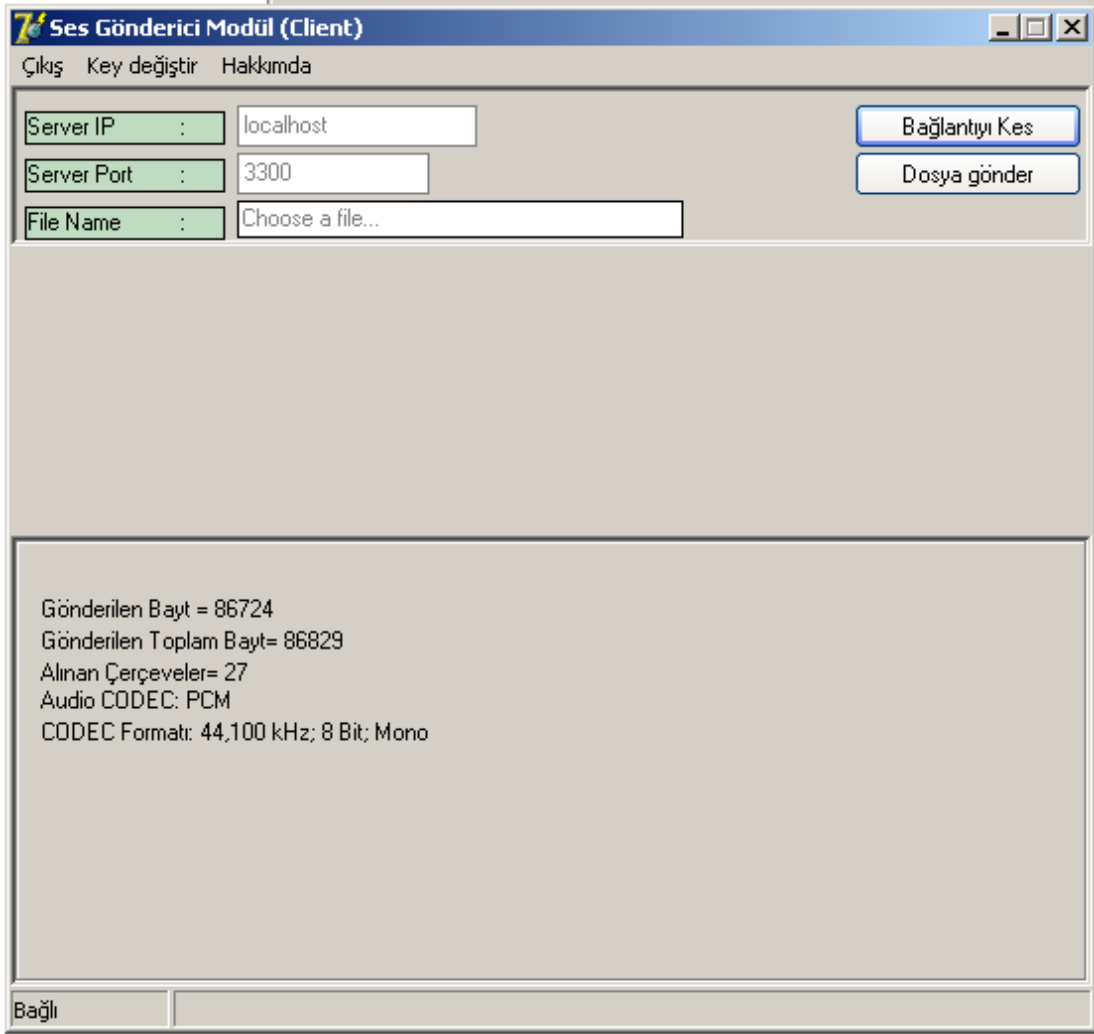 Ses Gönderici Modül (Client)
Çıkış Key değiştir Hakkımda
Server IP : localhost Bağlantıyı Kes
Server Port : 3300 Dosya gönder
File Name : Choose a file...
Gönderilen Bayt = 86724
Gönderilen Toplam Bayt= 86829
Alınan Çerçeveler= 27
Audio CODEC: PCM
CODEC Formatı: 44,100 kHz; 8 Bit; Mono
Bağlı